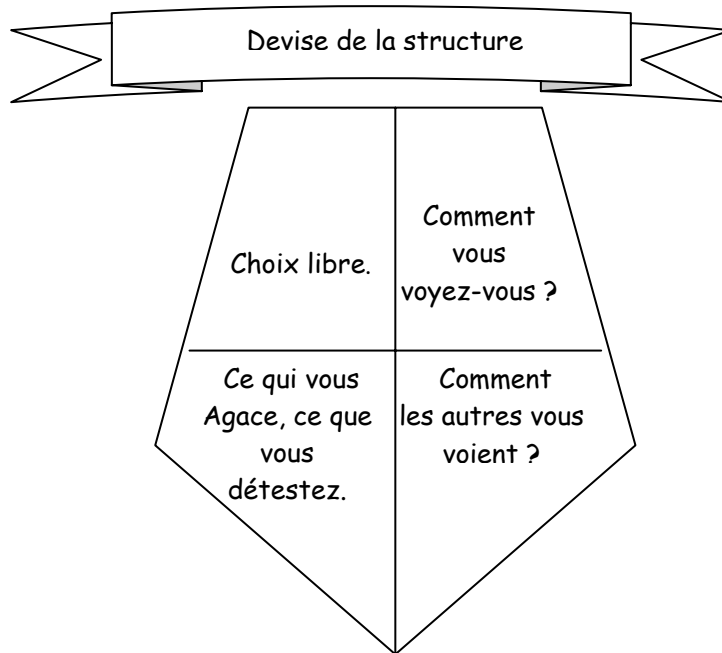 Devise de la structure
Choix libre.
Comment
vous
voyez-vous ?
Ce qui vous
Agace, ce que
vous
détestez.
Comment
les autres vous
voient ?